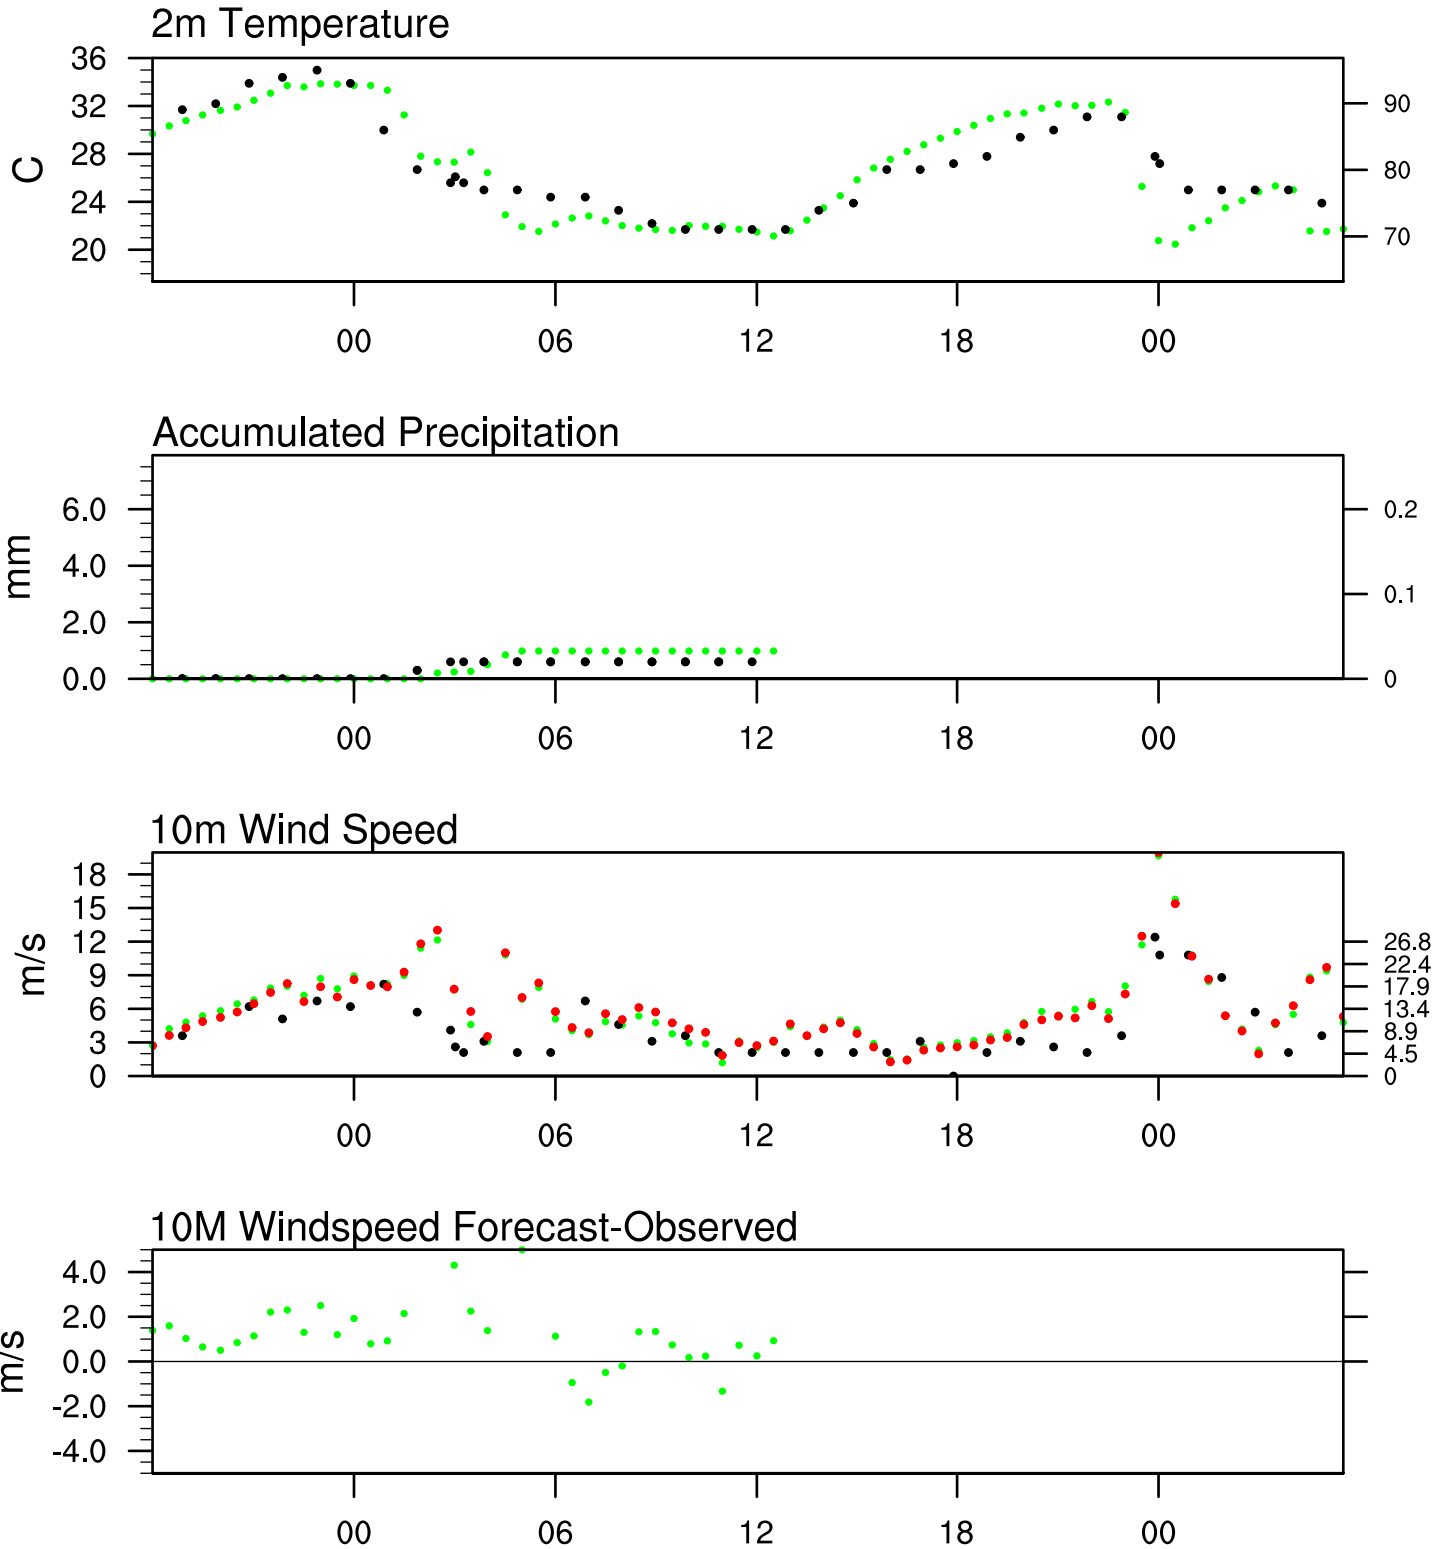 2m Temperature
36
32
28
24
20
C
90
80
70
00 06 12 18 00
Accumulated Precipitation
6.0
4.0
2.0
0.0
mm
0.2
0.1
0
00 06 12 18 00
10m Wind Speed
18
15
12
9
6
3
0
m/s
26.8
22.4
17.9
13.4
8.9
4.5
0
00 06 12 18 00
10M Windspeed Forecast-Observed
4.0
2.0
0.0
-2.0
-4.0
m/s
00 06 12 18 00